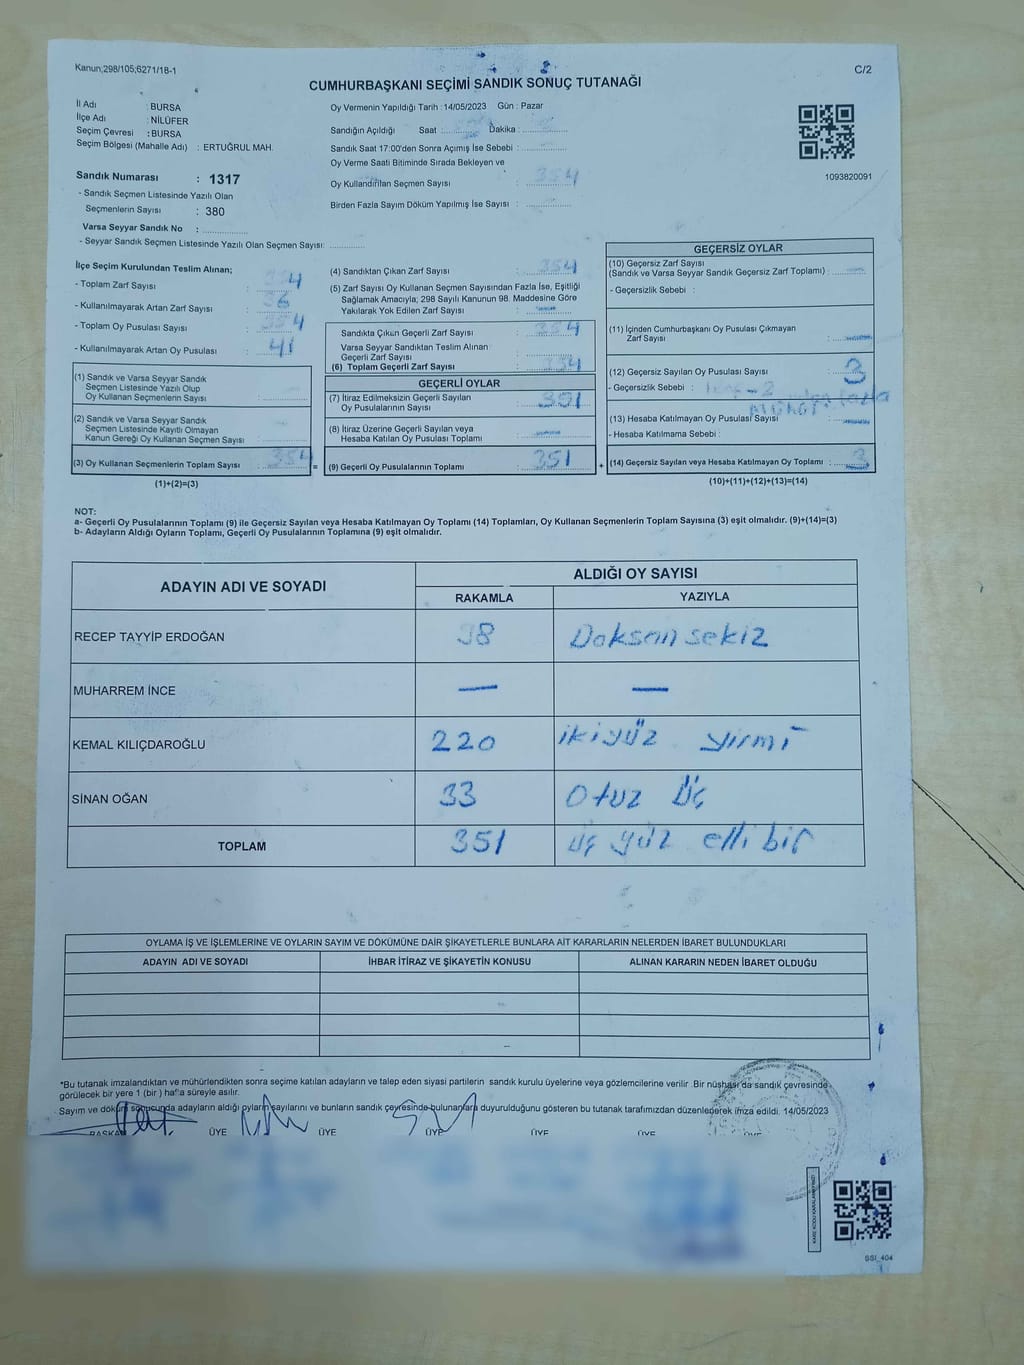 Kanun;298/105;6271/18-1
C/2
CUMHURBAŞKANI SEÇİMİ SANDIK SONUÇ TUTANAĞI
İl Adı : BURSA
İlçe Adı : NİLÜFER
Seçim Çevresi : BURSA
Seçim Bölgesi (Mahalle Adı) : ERTUĞRUL MAH.
Sandık Numarası : 1317
- Sandık Seçmen Listesinde Yazılı Olan
Seçmenlerin Sayısı : 380
Varsa Seyyar Sandık No :
- Seyyar Sandık Seçmen Listesinde Yazılı Olan Seçmen Sayısı:
Oy Vermenin Yapıldığı Tarih :14/05/2023 Gün : Pazar
Sandığın Açıldığı Saat : Dakika :
Sandık Saat 17:00'den Sonra Açımış İse Sebebi :
Oy Verme Saati Bitiminde Sırada Bekleyen ve
Oy Kullandırılan Seçmen Sayısı : 354
Birden Fazla Sayım Döküm Yapılmış İse Sayısı :
1093820091
İlçe Seçim Kurulundan Teslim Alınan;
- Toplam Zarf Sayısı :
- Kullanılmayarak Artan Zarf Sayısı :
- Toplam Oy Pusulası Sayısı :
- Kullanılmayarak Artan Oy Pusulası : 41
(1) Sandık ve Varsa Seyyar Sandık
Seçmen Listesinde Yazılı Olup
Oy Kullanan Seçmenlerin Sayısı :
(2) Sandık ve Varsa Seyyar Sandık
Seçmen Listesinde Kayıtlı Olmayan
Kanun Gereği Oy Kullanan Seçmen Sayısı :
(3) Oy Kullanan Seçmenlerin Toplam Sayısı : 354
(1)+(2)=(3)
(4) Sandıktan Çıkan Zarf Sayısı : 354
(5) Zarf Sayısı Oy Kullanan Seçmen Sayısından Fazla İse, Eşitliği
Sağlamak Amacıyla; 298 Sayılı Kanunun 98. Maddesine Göre
Yakılarak Yok Edilen Zarf Sayısı :
Sandıkta Çıkan Geçerli Zarf Sayısı : 354
Varsa Seyyar Sandıktan Teslim Alınan
Geçerli Zarf Sayısı :
(6) Toplam Geçerli Zarf Sayısı : 354
GEÇERLİ OYLAR
(7) İtiraz Edilmeksizin Geçerli Sayılan
Oy Pusulalarının Sayısı : 351
(8) İtiraz Üzerine Geçerli Sayılan veya
Hesaba Katılan Oy Pusulası Toplamı :
= (9) Geçerli Oy Pusulalarının Toplamı : 351 +
GEÇERSİZ OYLAR
(10) Geçersiz Zarf Sayısı
(Sandık ve Varsa Seyyar Sandık Geçersiz Zarf Toplamı) :
- Geçersizlik Sebebi :
(11) İçinden Cumhurbaşkanı Oy Pusulası Çıkmayan
Zarf Sayısı :
(12) Geçersiz Sayılan Oy Pusulası Sayısı : 3
- Geçersizlik Sebebi :
(13) Hesaba Katılmayan Oy Pusulası Sayısı :
- Hesaba Katılmama Sebebi :
(14) Geçersiz Sayılan veya Hesaba Katılmayan Oy Toplamı : 3
(10)+(11)+(12)+(13)=(14)
NOT:
a- Geçerli Oy Pusulalarının Toplamı (9) ile Geçersiz Sayılan veya Hesaba Katılmayan Oy Toplamı (14) Toplamları, Oy Kullanan Seçmenlerin Toplam Sayısına (3) eşit olmalıdır. (9)+(14)=(3)
b- Adayların Aldığı Oyların Toplamı, Geçerli Oy Pusulalarının Toplamına (9) eşit olmalıdır.
ADAYIN ADI VE SOYADI
ALDIĞI OY SAYISI
RAKAMLA YAZIYLA
RECEP TAYYİP ERDOĞAN 98 Doksan sekiz
MUHARREM İNCE — —
KEMAL KILIÇDAROĞLU 220 ikiyüz yirmi
SİNAN OĞAN 33 Otuz Üç
TOPLAM 351 üç yüz elli bir
OYLAMA İŞ VE İŞLEMLERİNE VE OYLARIN SAYIM VE DÖKÜMÜNE DAİR ŞİKAYETLERLE BUNLARA AİT KARARLARIN NELERDEN İBARET BULUNDUKLARI
ADAYIN ADI VE SOYADI İHBAR İTİRAZ VE ŞİKAYETİN KONUSU ALINAN KARARIN NEDEN İBARET OLDUĞU
*Bu tutanak imzalandıktan ve mühürlendikten sonra seçime katılan adayların ve talep eden siyasi partilerin sandık kurulu üyelerine veya gözlemcilerine verilir. Bir nüshası da sandık çevresinde
görülecek bir yere 1 (bir) hafta süreyle asılır.
Sayım ve döküm sonucunda adayların aldığı oyların sayılarını ve bunların sandık çevresinde bulunanlara duyurulduğunu gösteren bu tutanak tarafımızdan düzenlenerek imza edildi. 14/05/2023
BAŞKAN ÜYE ÜYE ÜYE ÜYE ÜYE
SSI_404